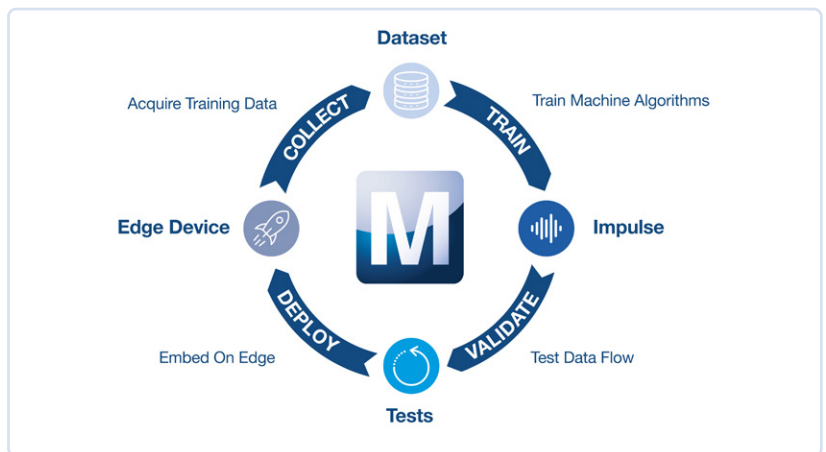 Dataset
Acquire Training Data
COLLECT
TRAIN
Train Machine Algorithms
Edge Device
M
Impulse
DEPLOY
VALIDATE
Embed On Edge
Test Data Flow
Tests